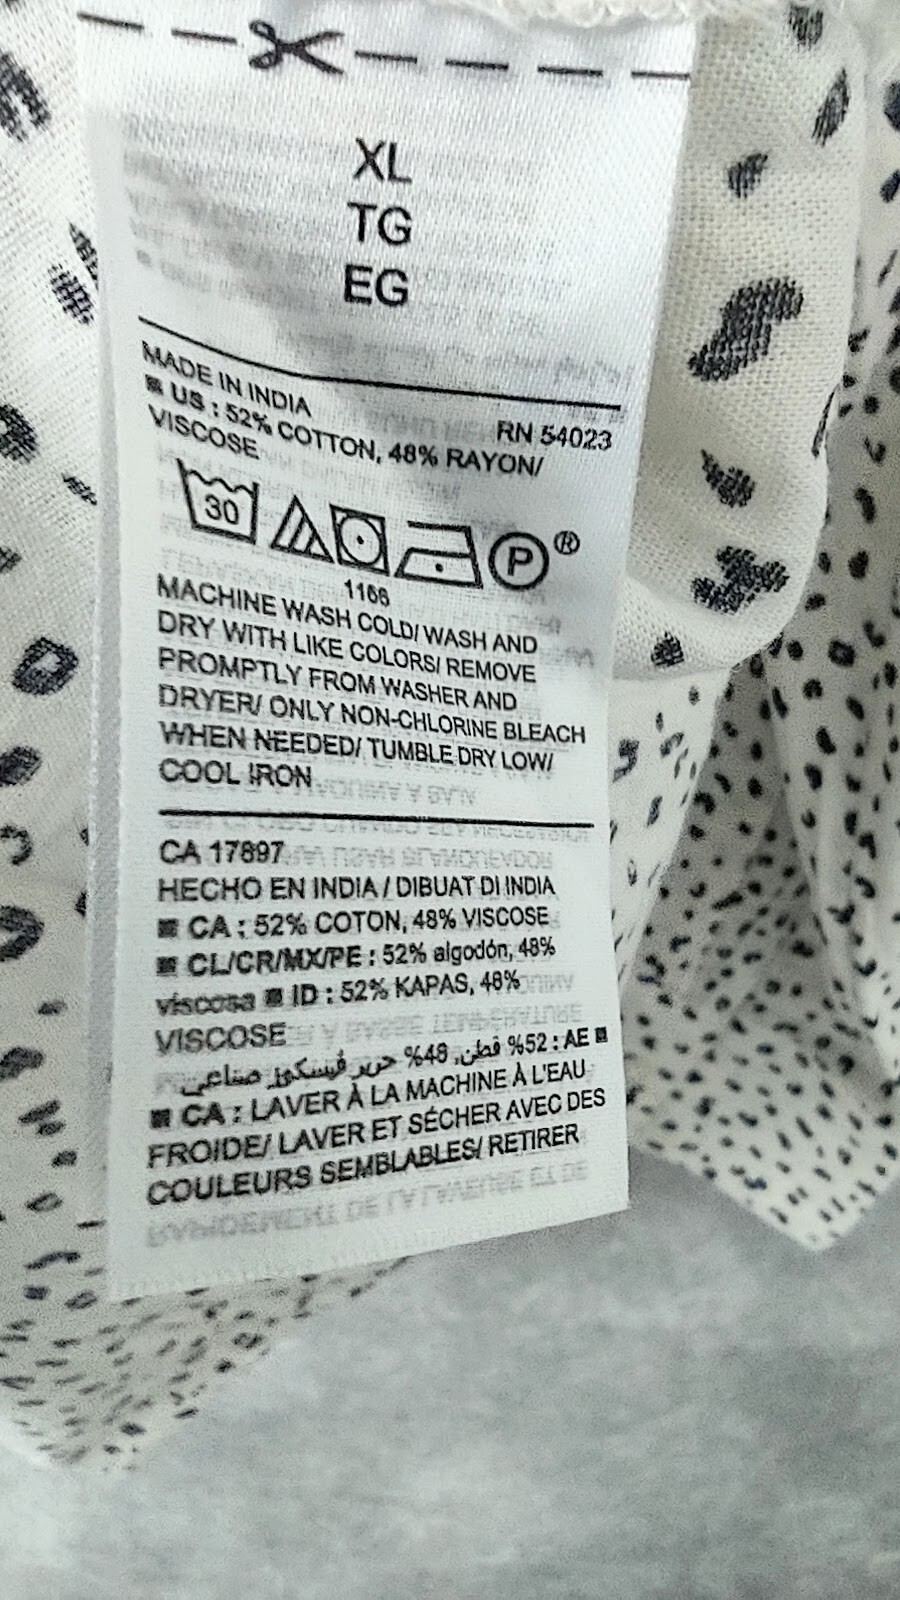 XL
TG
EG
MADE IN INDIA
RN 54023
■ US : 52% COTTON, 48% RAYON/
VISCOSE
30
P ®
1166
MACHINE WASH COLD/ WASH AND
DRY WITH LIKE COLORS/ REMOVE
PROMPTLY FROM WASHER AND
DRYER/ ONLY NON-CHLORINE BLEACH
WHEN NEEDED/ TUMBLE DRY LOW/
COOL IRON
CA 17897
HECHO EN INDIA / DIBUAT DI INDIA
■ CA : 52% COTON, 48% VISCOSE
■ CL/CR/MX/PE : 52% algodón, 48%
viscosa ■ ID : 52% KAPAS, 48%
VISCOSE
■ AE : 52% قطن, 48% حرير فيسكوز صناعي
■ CA : LAVER À LA MACHINE À L'EAU
FROIDE/ LAVER ET SÉCHER AVEC DES
COULEURS SEMBLABLES/ RETIRER